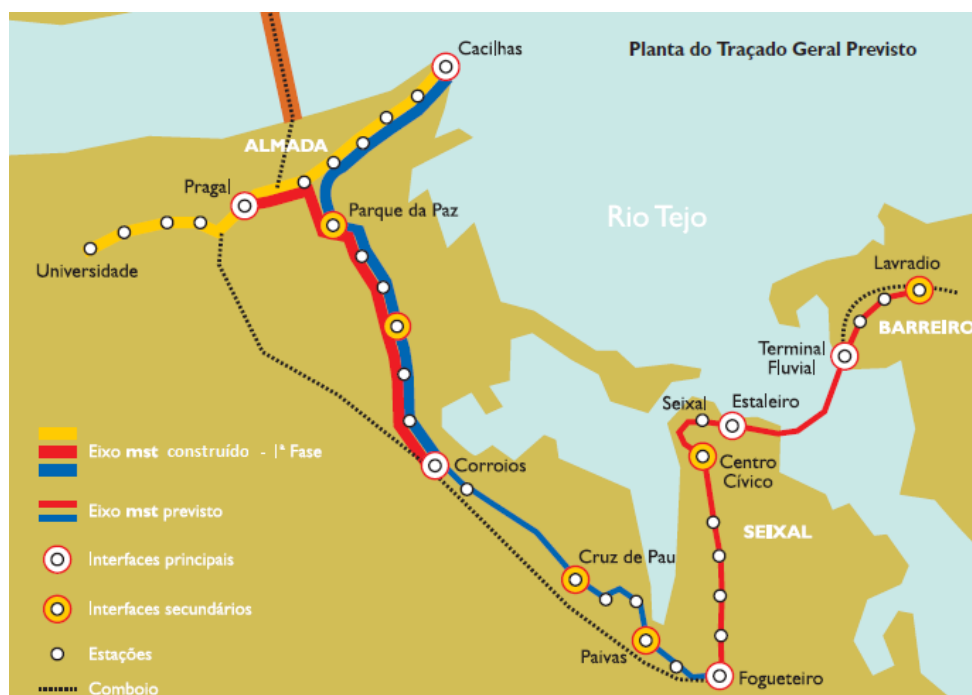 Cacilhas
Planta do Traçado Geral Previsto
ALMADA
Pragal
Parque da Paz
Rio Tejo
Universidade
Lavradio
BARREIRO
Terminal
Fluvial
Seixal
Estaleiro
Eixo mst construído - 1ª Fase
Corroios
Centro
Cívico
Eixo mst previsto
SEIXAL
Interfaces principais
Cruz de Pau
Interfaces secundários
Estações
Paivas
Fogueteiro
Comboio